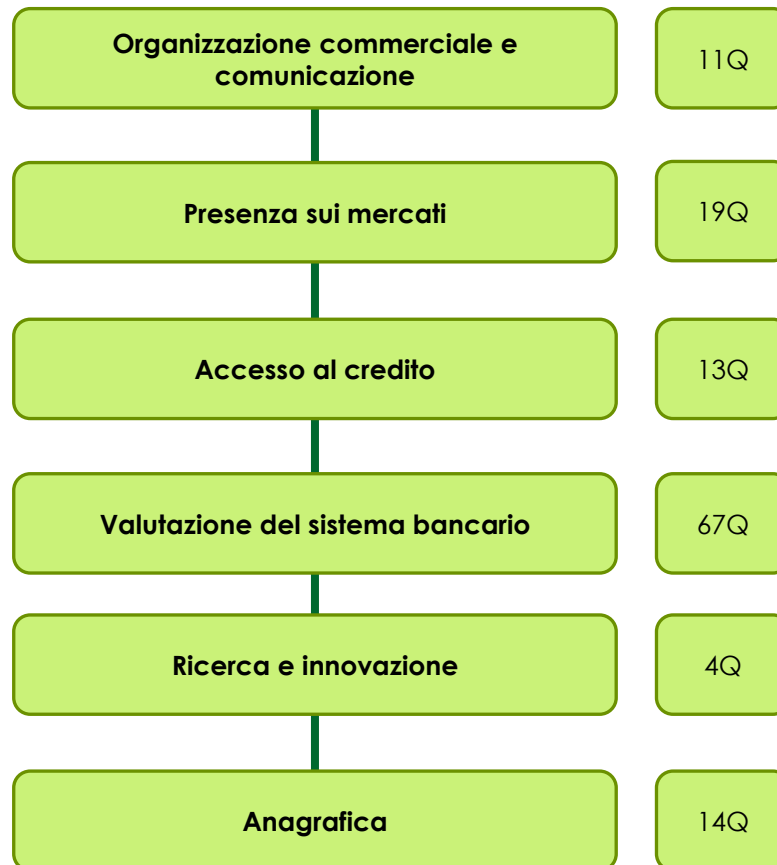 Organizzazione commerciale e
comunicazione
11Q
Presenza sui mercati
19Q
Accesso al credito
13Q
Valutazione del sistema bancario
67Q
Ricerca e innovazione
4Q
Anagrafica
14Q